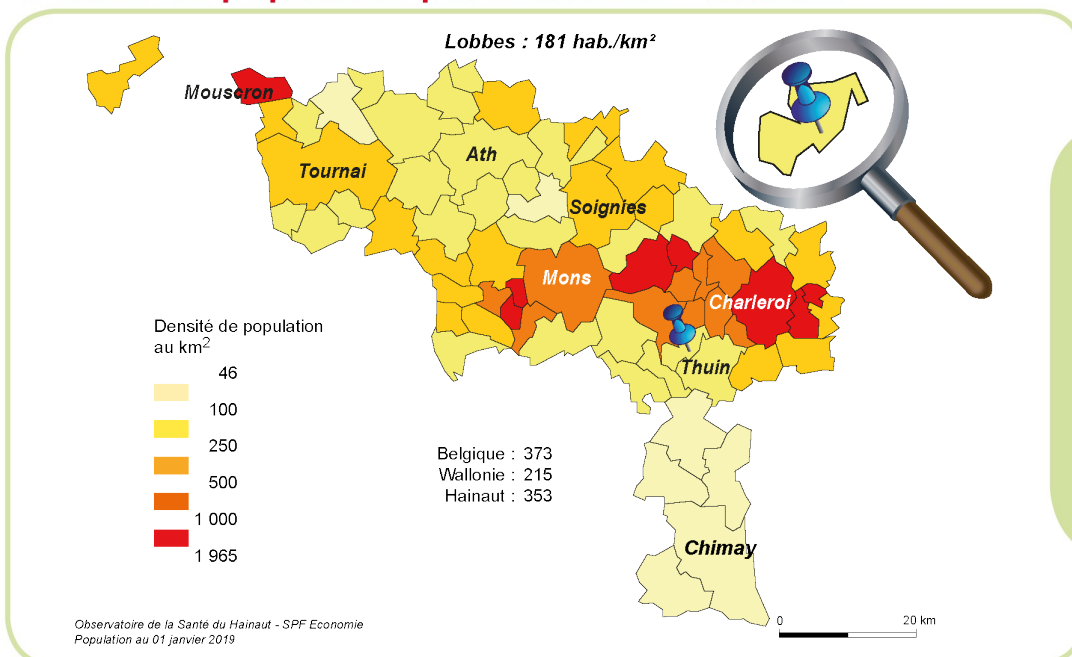 Lobbes : 181 hab./km²
Mouscron
Ath
Tournai
Soignies
Mons
Charleroi
Thuin
Densité de population
au km²
46
100
250
500
1 000
1 965
Belgique : 373
Wallonie : 215
Hainaut : 353
Chimay
0 20 km
Observatoire de la Santé du Hainaut - SPF Economie
Population au 01 janvier 2019